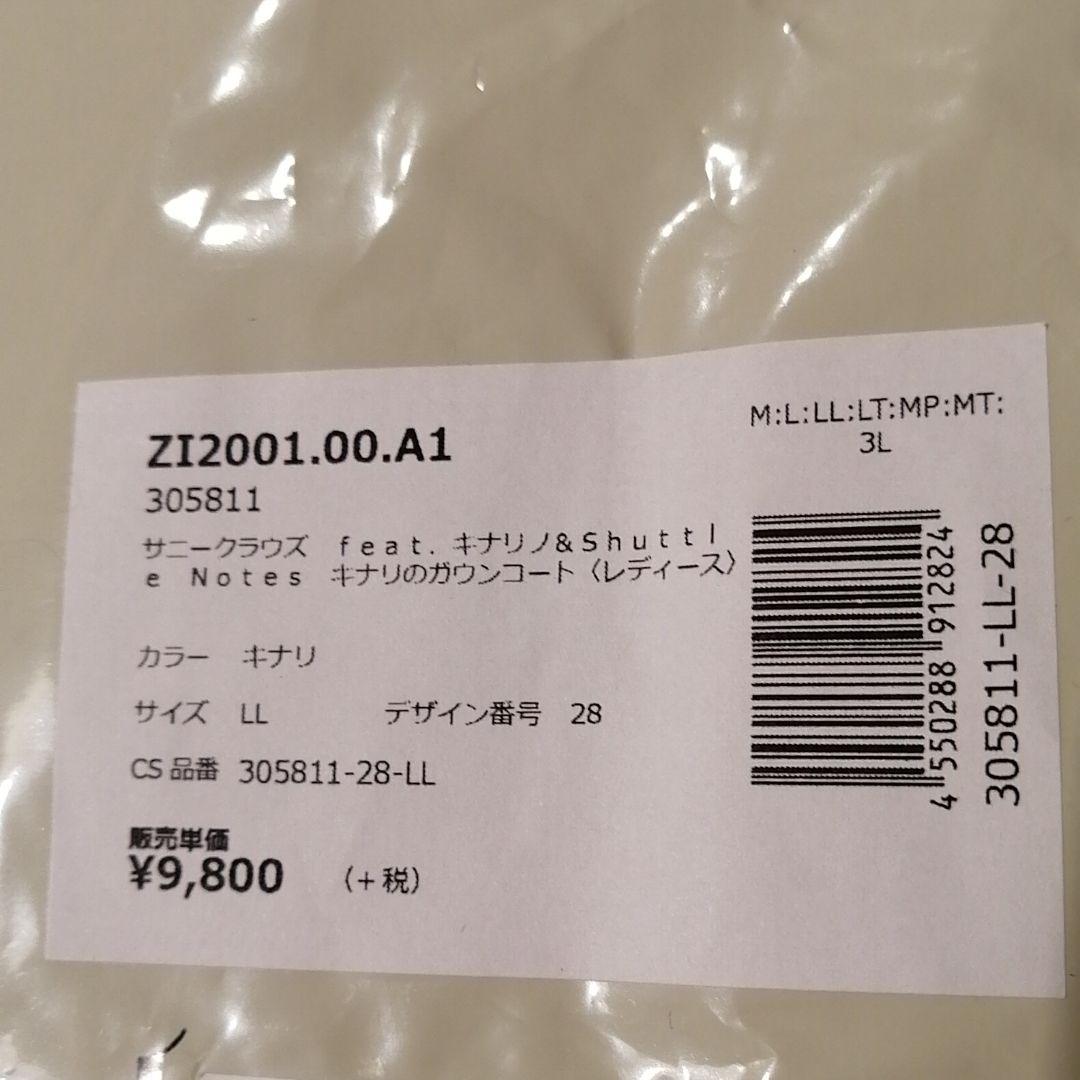 M:L:LL:LT:MP:MT:
3L
ZI2001.00.A1
305811
サニークラウズ　ｆｅａｔ．キナリノ＆Ｓｈｕｔｔｌ
ｅ　Ｎｏｔｅｓ　キナリのガウンコート〈レディース〉
カラー　キナリ
サイズ　LL　デザイン番号　28
CS品番　305811-28-LL
販売単価
¥9,800　（+税）
4 550288 912824
305811-LL-28